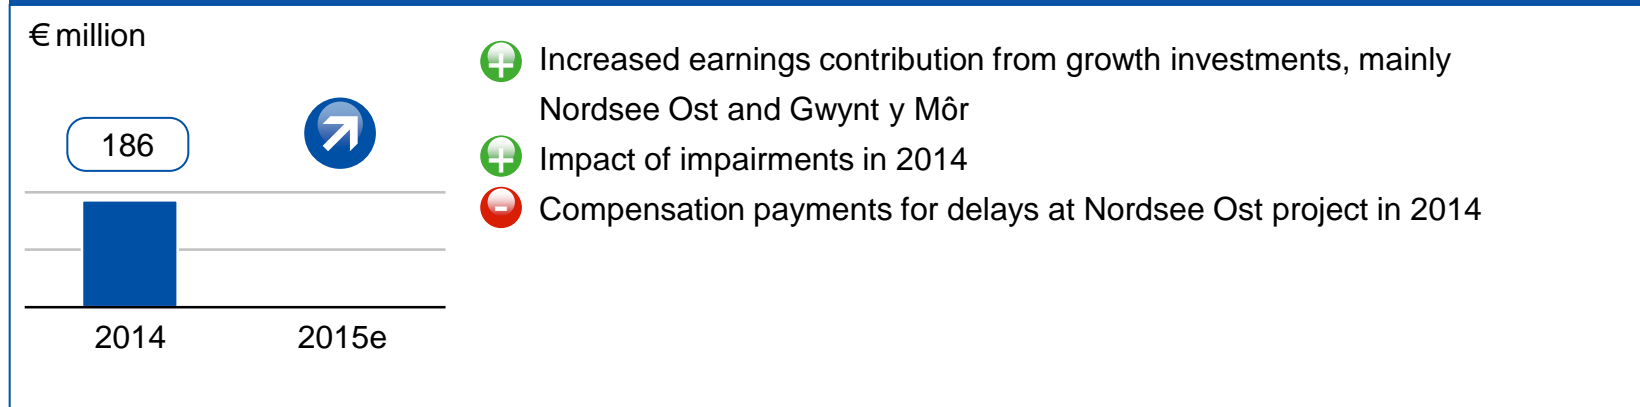 € million
186
2014 2015e
+ Increased earnings contribution from growth investments, mainly
Nordsee Ost and Gwynt y Môr
+ Impact of impairments in 2014
- Compensation payments for delays at Nordsee Ost project in 2014